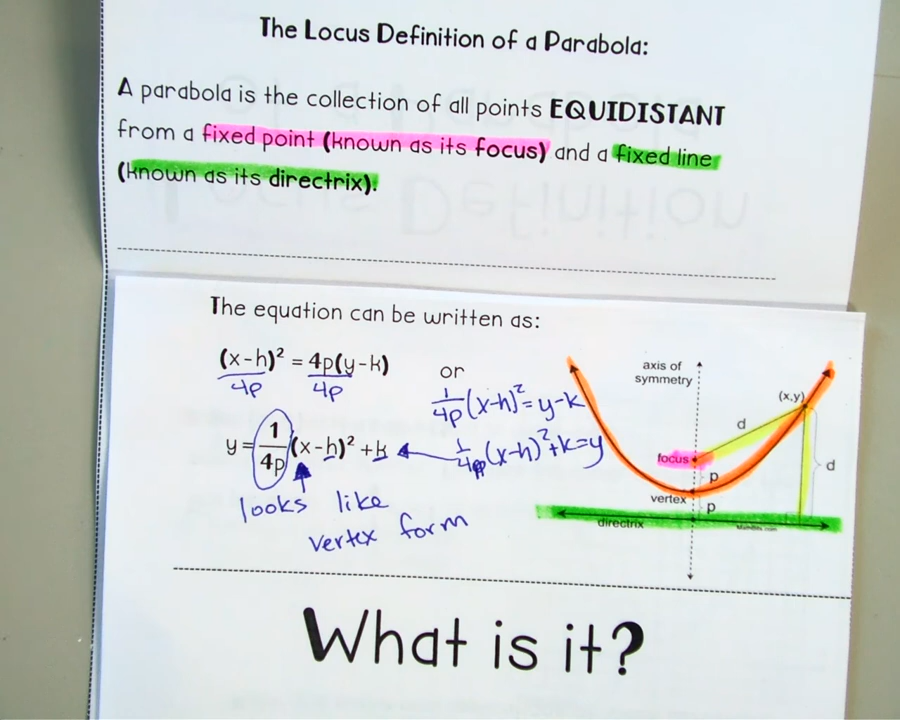 The Locus Definition of a Parabola:
A parabola is the collection of all points EQUIDISTANT
from a fixed point (known as its focus) and a fixed line
(known as its directrix).
The equation can be written as:
(x-h)² = 4p(y-k)
4p 4p
or
1/4p (x-h)² = y-k
y = 1/4p (x-h)² + k
1/4p (x-h)² + k = y
looks like
vertex form
axis of
symmetry
(x,y)
d
focus
p
d
vertex
p
directrix
What is it?